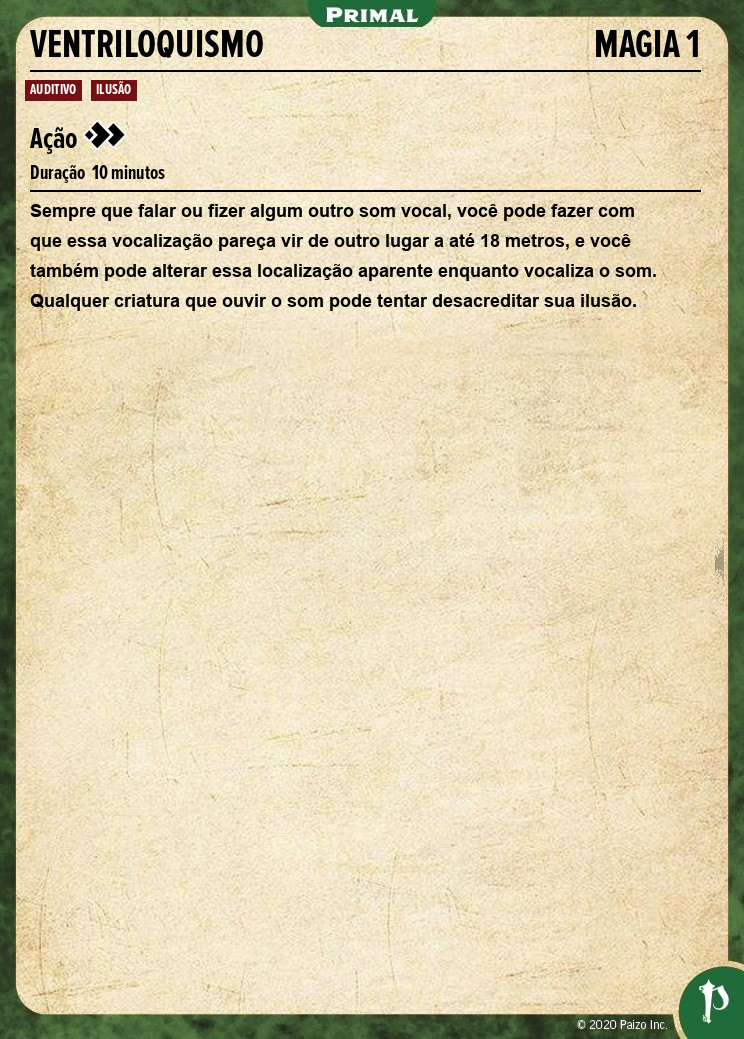 PRIMAL
VENTRILOQUISMO MAGIA 1
AUDITIVO ILUSÃO
Ação
Duração 10 minutos
Sempre que falar ou fizer algum outro som vocal, você pode fazer com
que essa vocalização pareça vir de outro lugar a até 18 metros, e você
também pode alterar essa localização aparente enquanto vocaliza o som.
Qualquer criatura que ouvir o som pode tentar desacreditar sua ilusão.
© 2020 Paizo Inc.